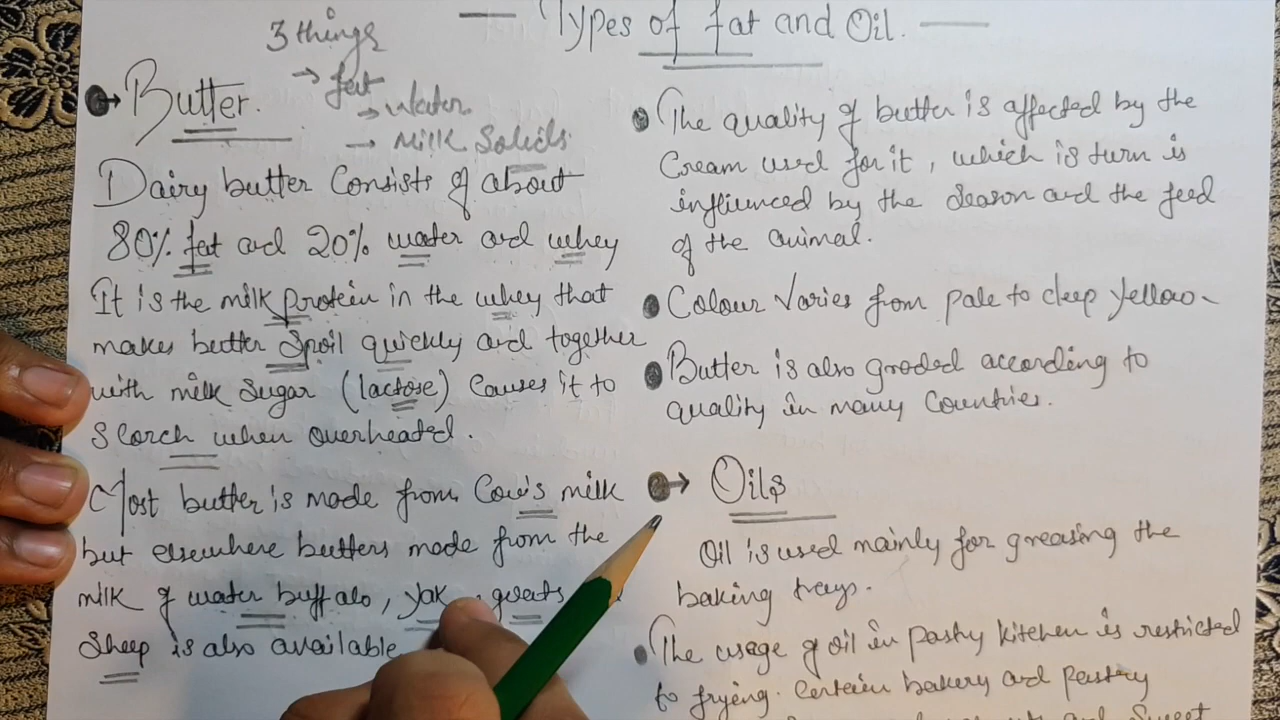 Types of fat and Oil.
3 things
→ fat
→ water
→ Milk Solids
Butter.
Dairy butter Consists of about
80% fat and 20% water and whey
It is the milk protein in the whey that
makes butter Spoil quickly and together
with milk Sugar (lactose) Causes it to
Scorch when overheated.
Most butter is made from Cow's milk
but elsewhere butters made from the
milk of water buffalo, yak
Sheep is also available
The quality of butter is affected by the
Cream used for it, which is turn is
influenced by the Season and the feed
of the animal.
Colour Varies from pale to deep yellow
Butter is also graded according to
quality in many Countries.
Oils
Oil is used mainly for greasing the
baking trays.
The usage of oil in pastry kitchen is restricted
to frying. Certain bakery and pastry
and Sweet